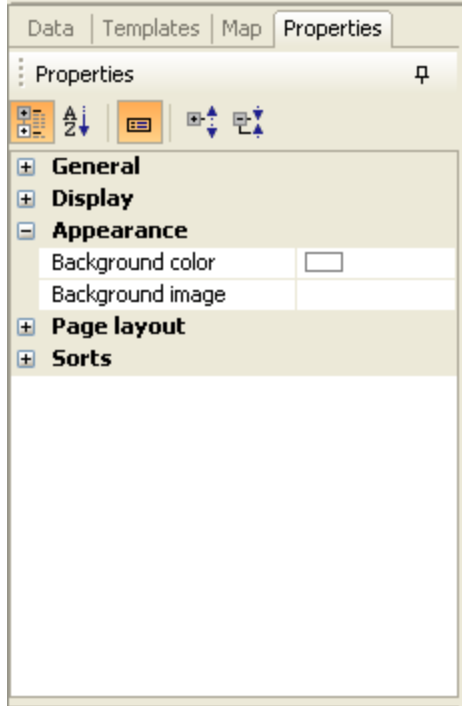 Data Templates Map Properties
Properties
A
Z
General
Display
Appearance
Background color
Background image
Page layout
Sorts